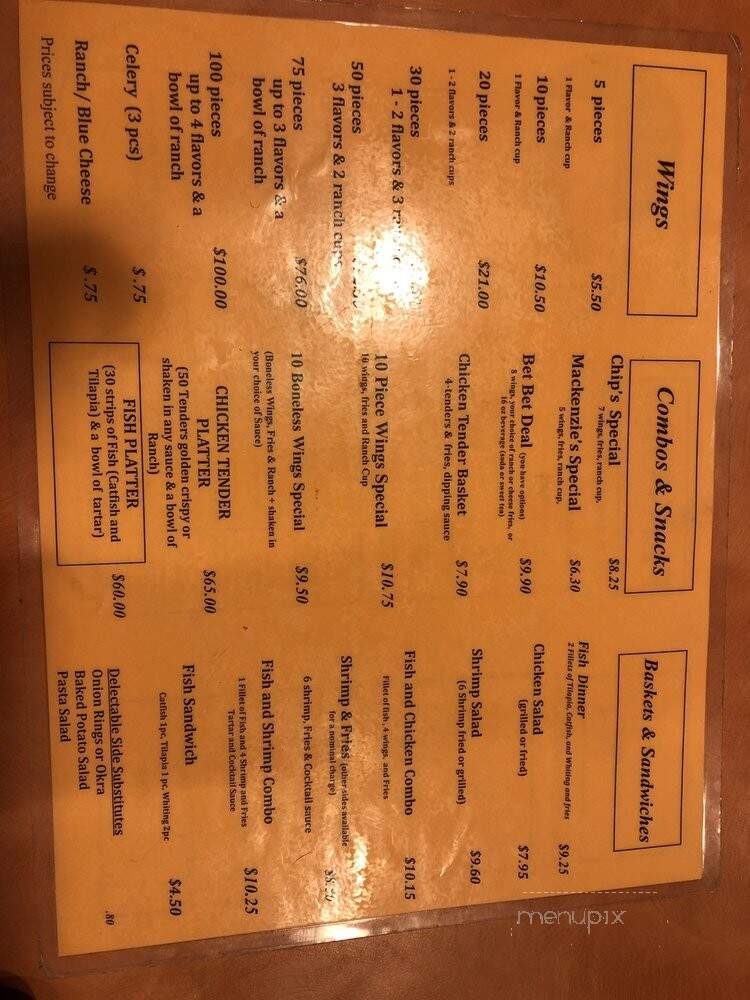 Wings
5 pieces $5.50
1 Flavor & Ranch cup
10 pieces $10.50
1 Flavor & Ranch cup
20 pieces $21.00
1 - 2 flavors & 2 ranch cups
30 pieces
1 - 2 flavors & 3
50 pieces
3 flavors & 2 ranch cups
75 pieces $76.00
up to 3 flavors & a
bowl of ranch
100 pieces $100.00
up to 4 flavors & a
bowl of ranch
Celery (3 pcs) $ .75
Ranch/ Blue Cheese $ .75
Prices subject to change
Combos & Snacks
Chip's Special $8.25
7 wings, fries, ranch cup,
Mackenzie's Special $6.30
5 wings, fries, ranch cup,
Bet Bet Deal (you have options) $9.90
8 wings, your choice of ranch or cheese fries, or
16 oz beverage (soda or sweet tea)
Chicken Tender Basket $7.90
4-tenders & fries, dipping sauce
10 Piece Wings Special $10.75
10 wings, fries and Ranch Cup
10 Boneless Wings Special $9.50
(Boneless Wings, Fries & Ranch + shaken in
your choice of Sauce)
CHICKEN TENDER
PLATTER $65.00
(50 Tenders golden crispy or
shaken in any sauce & a bowl of
Ranch)
FISH PLATTER $60.00
(30 strips of Fish (Catfish and
Tilapia) & a bowl of tartar)
Baskets & Sandwiches
Fish Dinner $9.25
2 Fillets of Tilapia, Catfish, and Whiting and fries
Chicken Salad $7.95
(grilled or fried)
Shrimp Salad $9.60
(6 Shrimp fried or grilled)
Fish and Chicken Combo $10.15
Fillet of fish, 4 wings, and Fries
Shrimp & Fries (other sides available
for a nominal charge)
6 shrimp, Fries & Cocktail sauce
Fish and Shrimp Combo $10.25
1 Fillet of Fish and 4 Shrimp and Fries
Tartar and Cocktail Sauce
Fish Sandwich $4.50
Catfish 1pc, Tilapia 1 pc, Whiting 2pc
Delectable Side Substitutes .80
Onion Rings or Okra
Baked Potato Salad
Pasta Salad
menupix